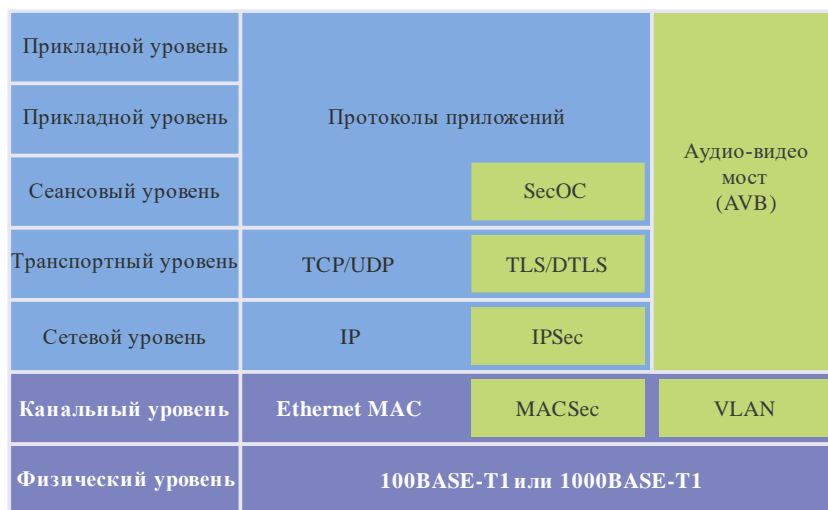 Прикладной уровень
Прикладной уровень
Протоколы приложений
Аудио-видео
мост
(AVB)
Сеансовый уровень
SecOC
Транспортный уровень
TCP/UDP
TLS/DTLS
Сетевой уровень
IP
IPSec
Канальный уровень
Ethernet MAC
MACSec
VLAN
Физический уровень
100BASE-T1 или 1000BASE-T1